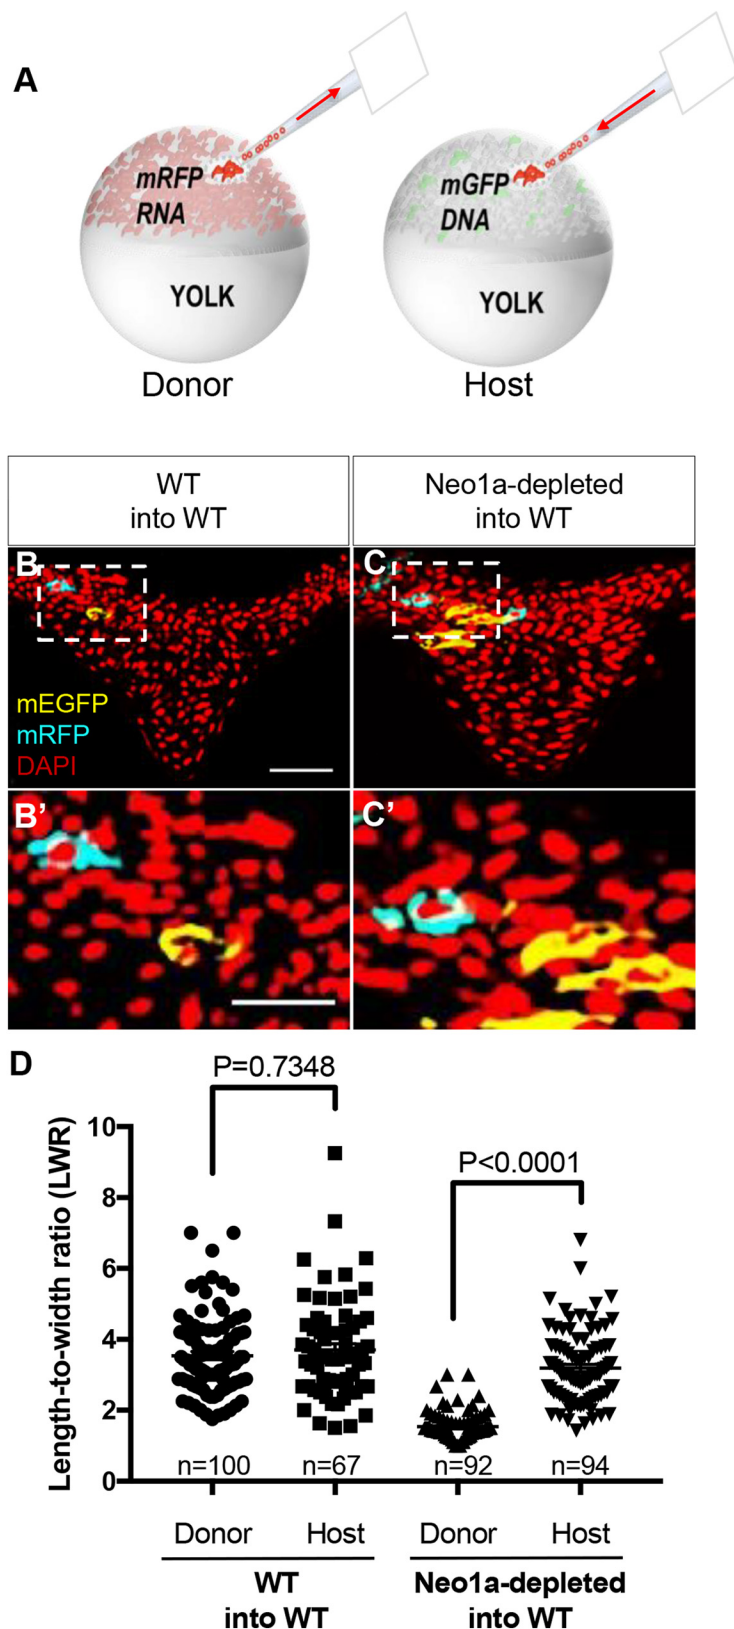 A
mRFP
RNA
YOLK
Donor
mGFP
DNA
YOLK
Host
WT
into WT
Neo1a-depleted
into WT
B
C
mEGFP
mRFP
DAPI
B’
C’
D
P=0.7348
P<0.0001
Length-to-width ratio (LWR)
10
8
6
4
2
0
n=100
n=67
n=92
n=94
Donor
Host
Donor
Host
WT
into WT
Neo1a-depleted
into WT